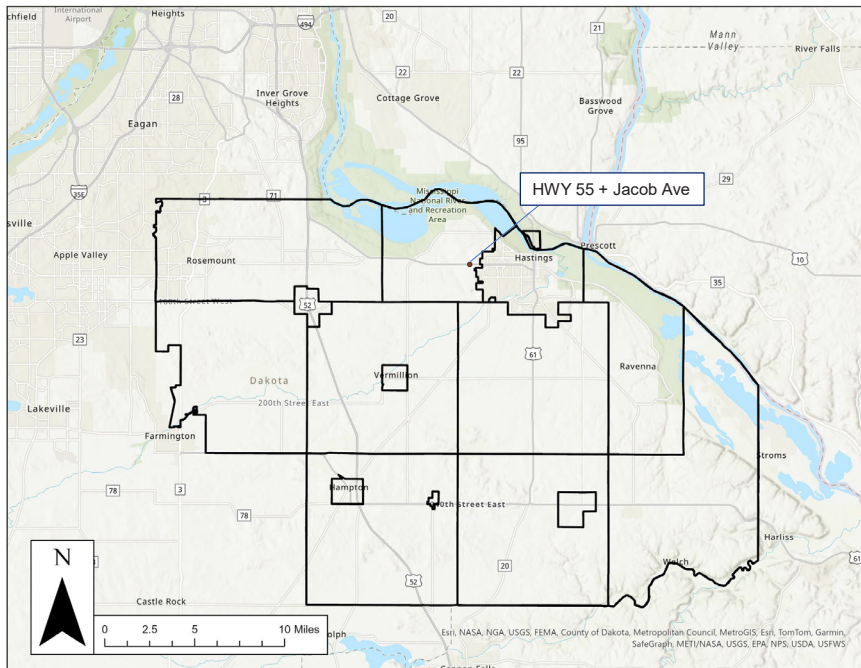 International
Airport
chfield
Heights
494
20
21
Mann
Valley
River Falls
22
22
Inver Grove
Heights
Cottage Grove
Basswood
Grove
28
Eagan
95
29
35E
3
71
Mississippi
National River
and Recreation
Area
HWY 55 + Jacob Ave
sville
Apple Valley
Rosemount
Hastings
Prescott
10
35
52
61
23
Dakota
Vermillion
Ravenna
200th Street East
Lakeville
Farmington
Stroms
78
3
Hampton
78
Harliss
61
20
Welch
52
Castle Rock
N
0 2.5 5 10 Miles
olph
Esri, NASA, NGA, USGS, FEMA, County of Dakota, Metropolitan Council, MetroGIS, Esri, TomTom, Garmin,
SafeGraph, METI/NASA, USGS, EPA, NPS, USDA, USFWS